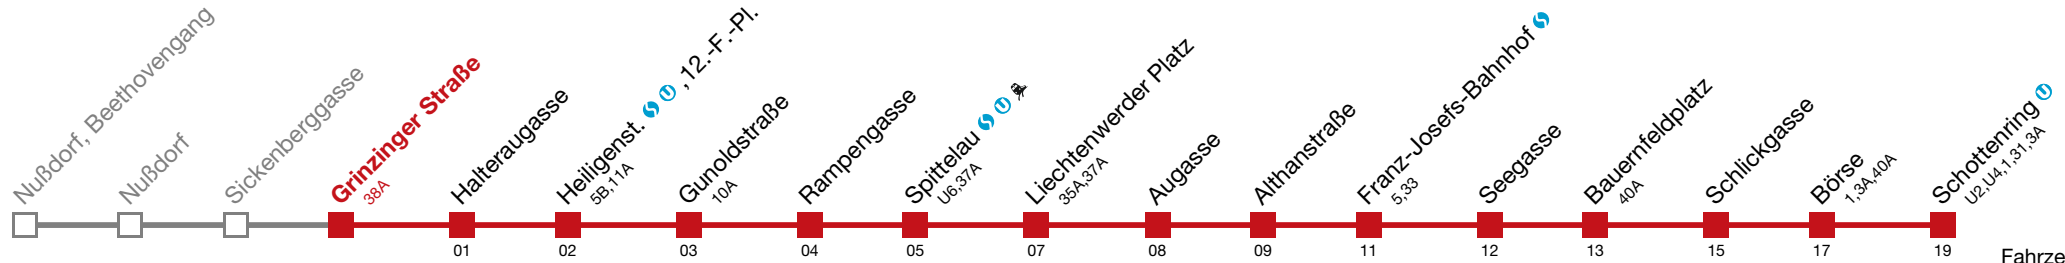 Nußdorf, Beethovengang
Nußdorf
Sickenberggasse
Grinzinger Straße
38A
Halteraugasse
Heiligenst. S U , 12.-F.-Pl.
5B,11A
Gunoldstraße
10A
Rampengasse
Spittelau S U
U6,37A
Liechtenwerder Platz
35A,37A
Augasse
Althanstraße
Franz-Josefs-Bahnhof S
5,33
Seegasse
Bauernfeldplatz
40A
Schlickgasse
Börse
1,3A,40A
Schottenring U
U2,U4,1,31,3A
01 02 03 04 05 07 08 09 11 12 13 15 17 19
Fahrze